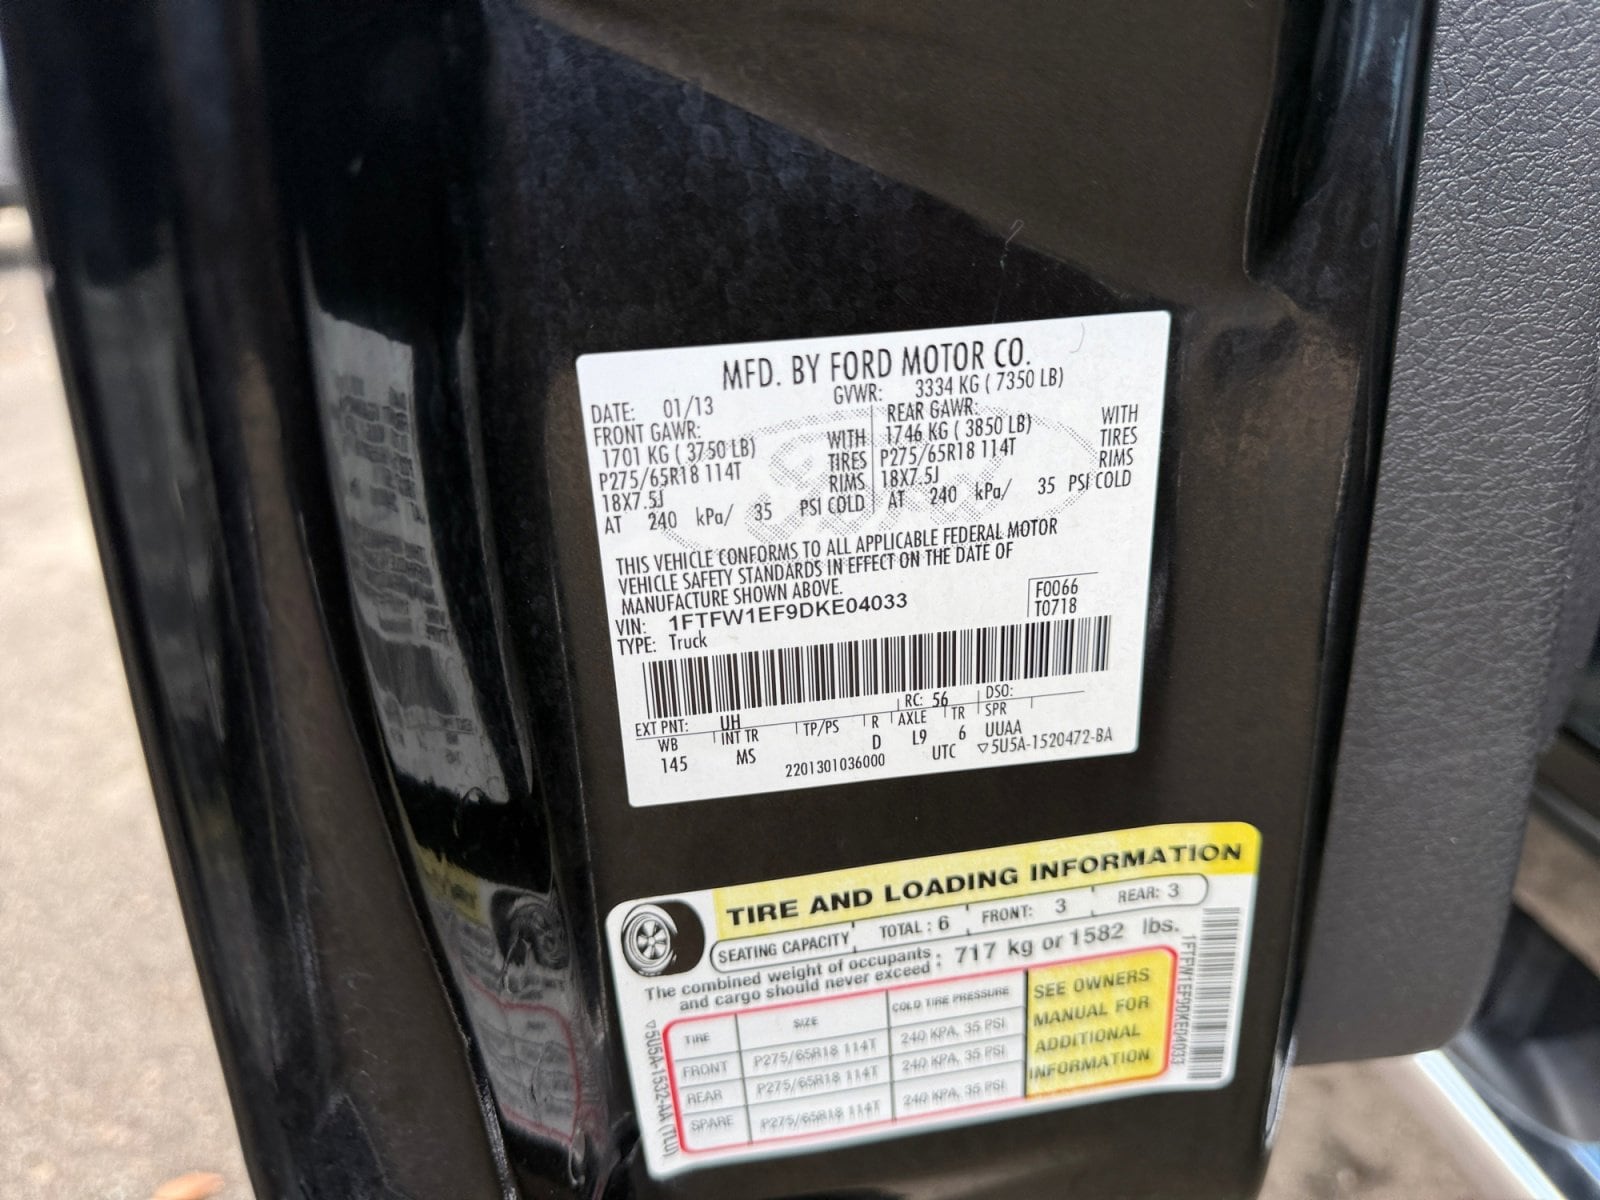 MFD. BY FORD MOTOR CO.
DATE: 01/13 GVWR: 3334 KG ( 7350 LB)
FRONT GAWR: REAR GAWR:
1701 KG ( 3750 LB) WITH 1746 KG ( 3850 LB) WITH
P275/65R18 114T TIRES P275/65R18 114T TIRES
18X7.5J RIMS 18X7.5J RIMS
AT 240 kPa/ 35 PSI COLD AT 240 kPa/ 35 PSI COLD
THIS VEHICLE CONFORMS TO ALL APPLICABLE FEDERAL MOTOR
VEHICLE SAFETY STANDARDS IN EFFECT ON THE DATE OF
MANUFACTURE SHOWN ABOVE.
VIN: 1FTFW1EF9DKE04033
TYPE: Truck
F0066
T0718
EXT PNT: UH RC: 56 DSO:
WB INT TR TP/PS R AXLE TR SPR
145 MS D L9 6 UUAA
2201301036000 UTC ▽5U5A-1520472-BA
TIRE AND LOADING INFORMATION
SEATING CAPACITY TOTAL : 6 FRONT: 3 REAR: 3
The combined weight of occupants : 717 kg or 1582 lbs.
and cargo should never exceed
TIRE SIZE COLD TIRE PRESSURE
FRONT P275/65R18 114T 240 KPA, 35 PSI
REAR P275/65R18 114T 240 KPA, 35 PSI
SPARE P275/65R18 114T 240 KPA, 35 PSI
SEE OWNERS
MANUAL FOR
ADDITIONAL
INFORMATION
▽5U5A-1532-AA (TLU)
1FTFW1EF9DKE04033